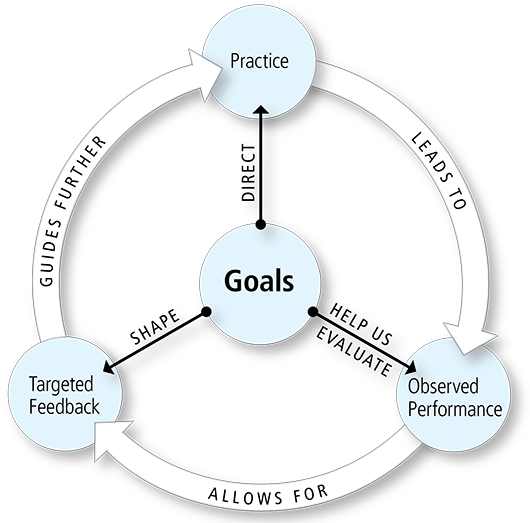 Practice
LEADS TO
GUIDES FURTHER
DIRECT
Goals
SHAPE
HELP US
EVALUATE
Targeted
Feedback
Observed
Performance
ALLOWS FOR